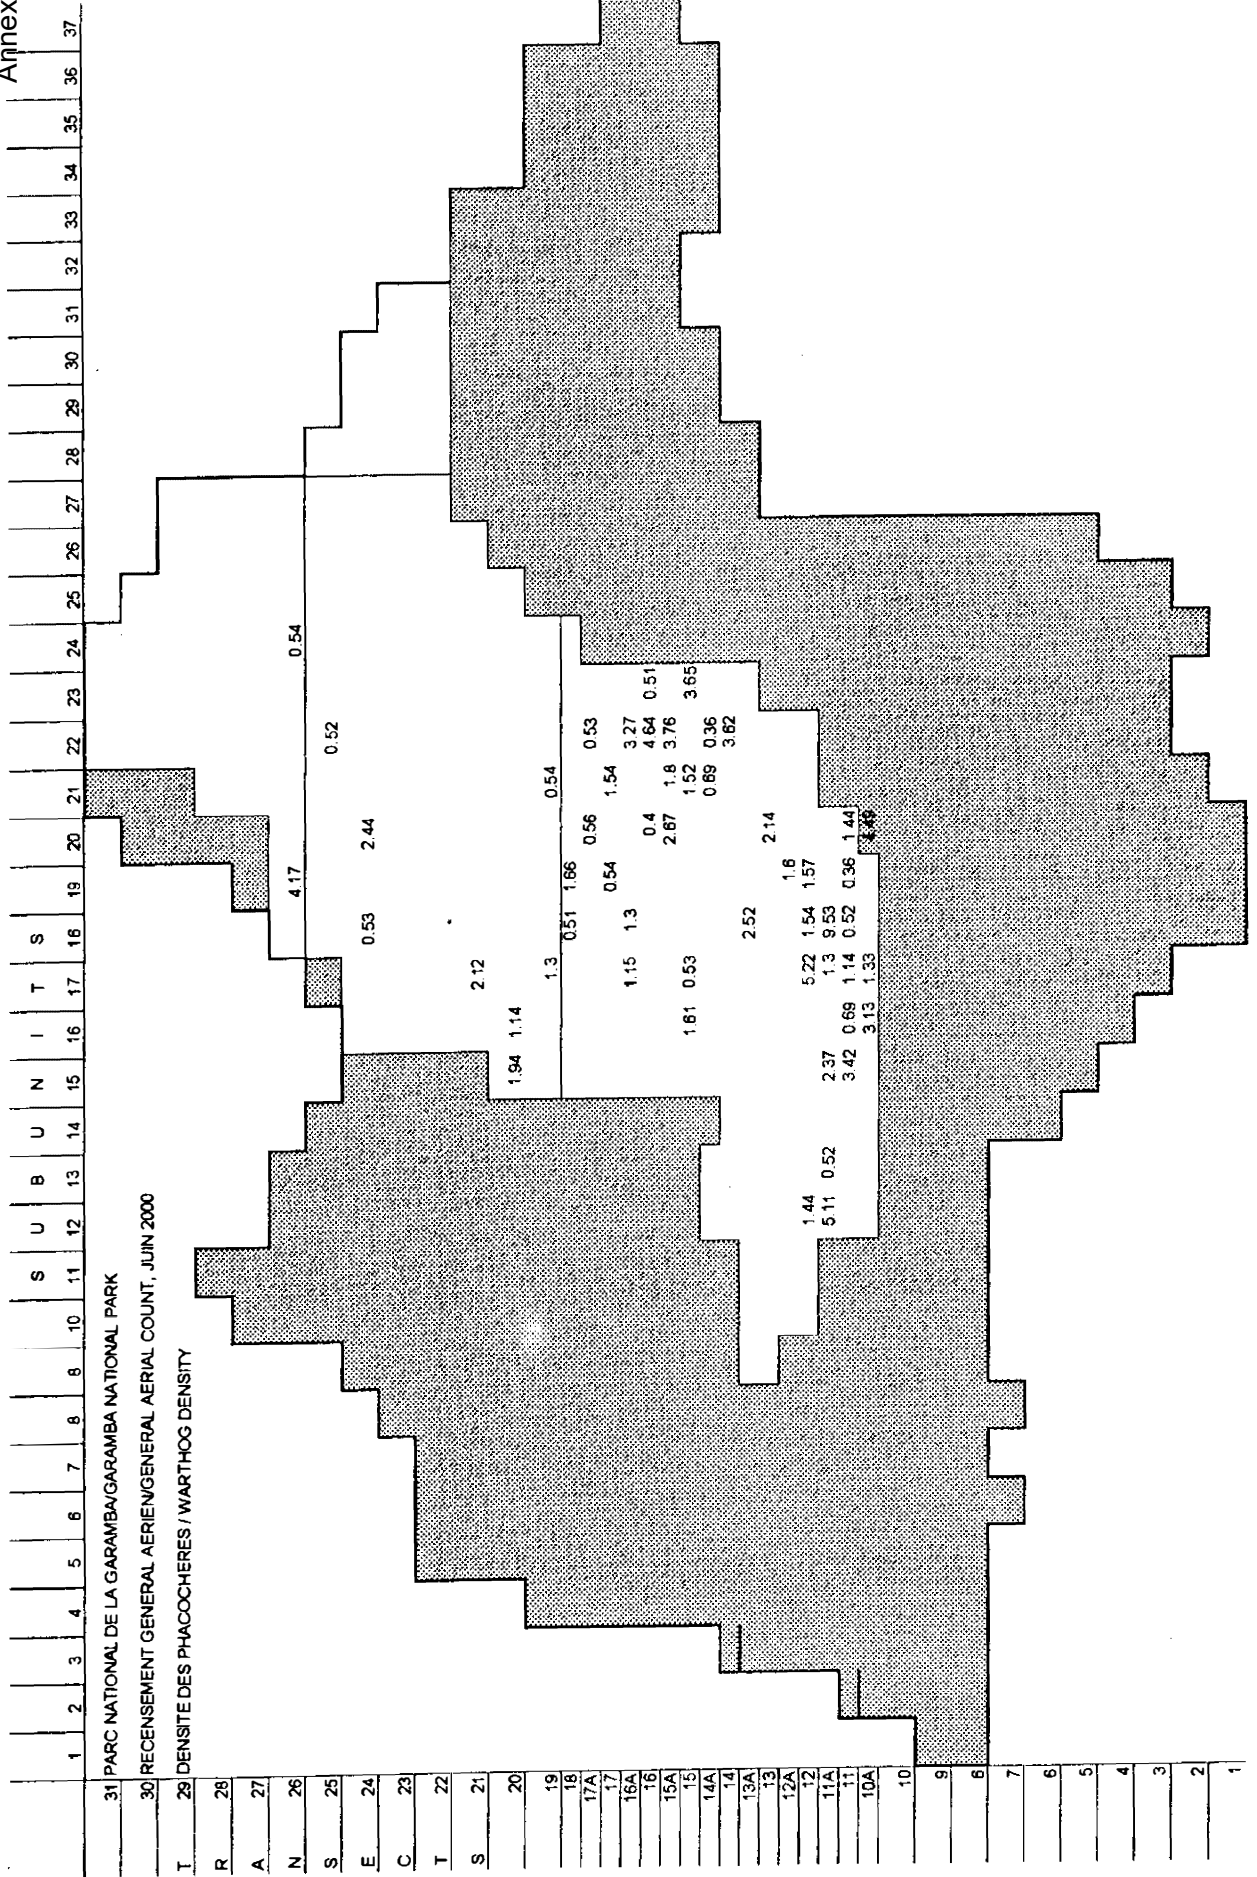 Annex
S U B U N I T S
1 2 3 4 5 6 7 8 8 10 11 12 13 14 15 16 17 16 19 20 21 22 23 24 25 26 27 28 29 30 31 32 33 34 35 36 37
31 PARC NATIONAL DE LA GARAMBA/GARAMBA NATIONAL PARK
30 RECENSEMENT GENERAL AERIEN/GENERAL AERIAL COUNT, JUIN 2000
T 29 DENSITE DES PHACOCHERES / WARTHOG DENSITY
R 28
A 27
N 26 4.17 0.54
S 25 0.52
E 24 0.53 2.44
C 23
T 22
S 21 2.12
20 1.94 1.14
19 1.3 0.54
18 0.51 1.66
17A 0.56 0.53
17 0.54 1.54
16A 1.15 1.3 3.27
16 0.4 4.64 0.51
15A 2.67 1.8 3.76
15 1.61 0.53 1.52 3.65
14A 0.69 0.36
14 3.62
13A 2.52
13 2.14
12A 1.6
12 1.44 5.22 1.54 1.57
11A 5.11 0.52 2.37 1.3 9.53
11 3.42 0.69 1.14 0.52 0.36 1.44
10A 3.13 1.33
10
9
8
7
6
5
4
3
2
1